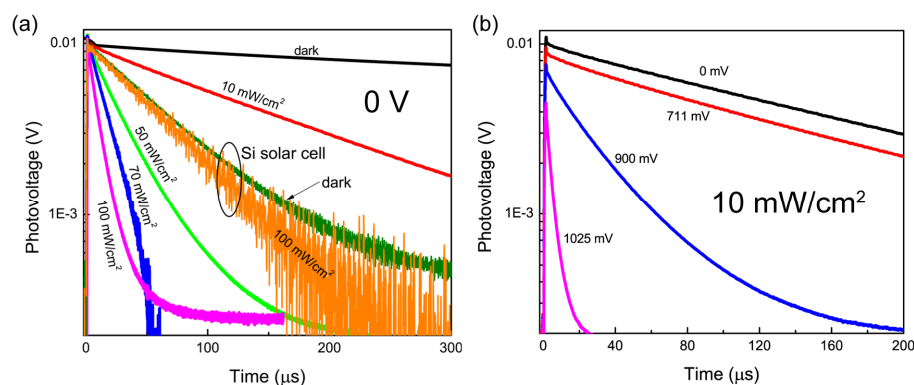 (a)
0.01
1E-3
Photovoltage (V)
dark
10 mW/cm²
0 V
50 mW/cm²
70 mW/cm²
100 mW/cm²
Si solar cell
dark
100 mW/cm²
0
100
200
300
Time (μs)
(b)
0.01
1E-3
Photovoltage (V)
0 mV
711 mV
900 mV
1025 mV
10 mW/cm²
0
40
80
120
160
200
Time (μs)